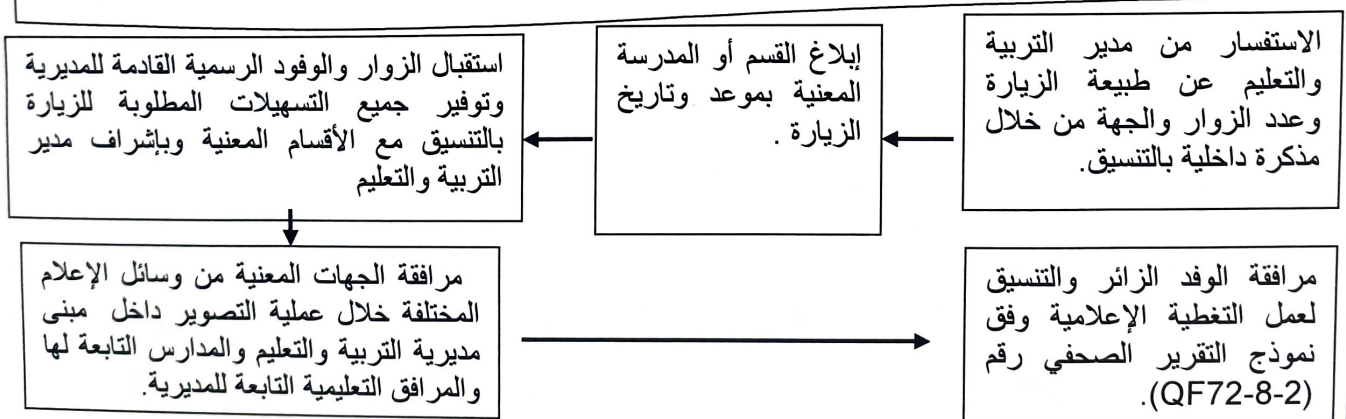 الاستفسار من مدير التربية
والتعليم عن طبيعة الزيارة
وعدد الزوار والجهة من خلال
مذكرة داخلية بالتنسيق.
إبلاغ القسم أو المدرسة
المعنية بموعد وتاريخ
الزيارة .
استقبال الزوار والوفود الرسمية القادمة للمديرية
وتوفير جميع التسهيلات المطلوبة للزيارة
بالتنسيق مع الأقسام المعنية وبإشراف مدير
التربية والتعليم
مرافقة الجهات المعنية من وسائل الإعلام
المختلفة خلال عملية التصوير داخل مبنى
مديرية التربية والتعليم والمدارس التابعة لها
والمرافق التعليمية التابعة للمديرية.
مرافقة الوفد الزائر والتنسيق
لعمل التغطية الإعلامية وفق
نموذج التقرير الصحفي رقم
(QF72-8-2).